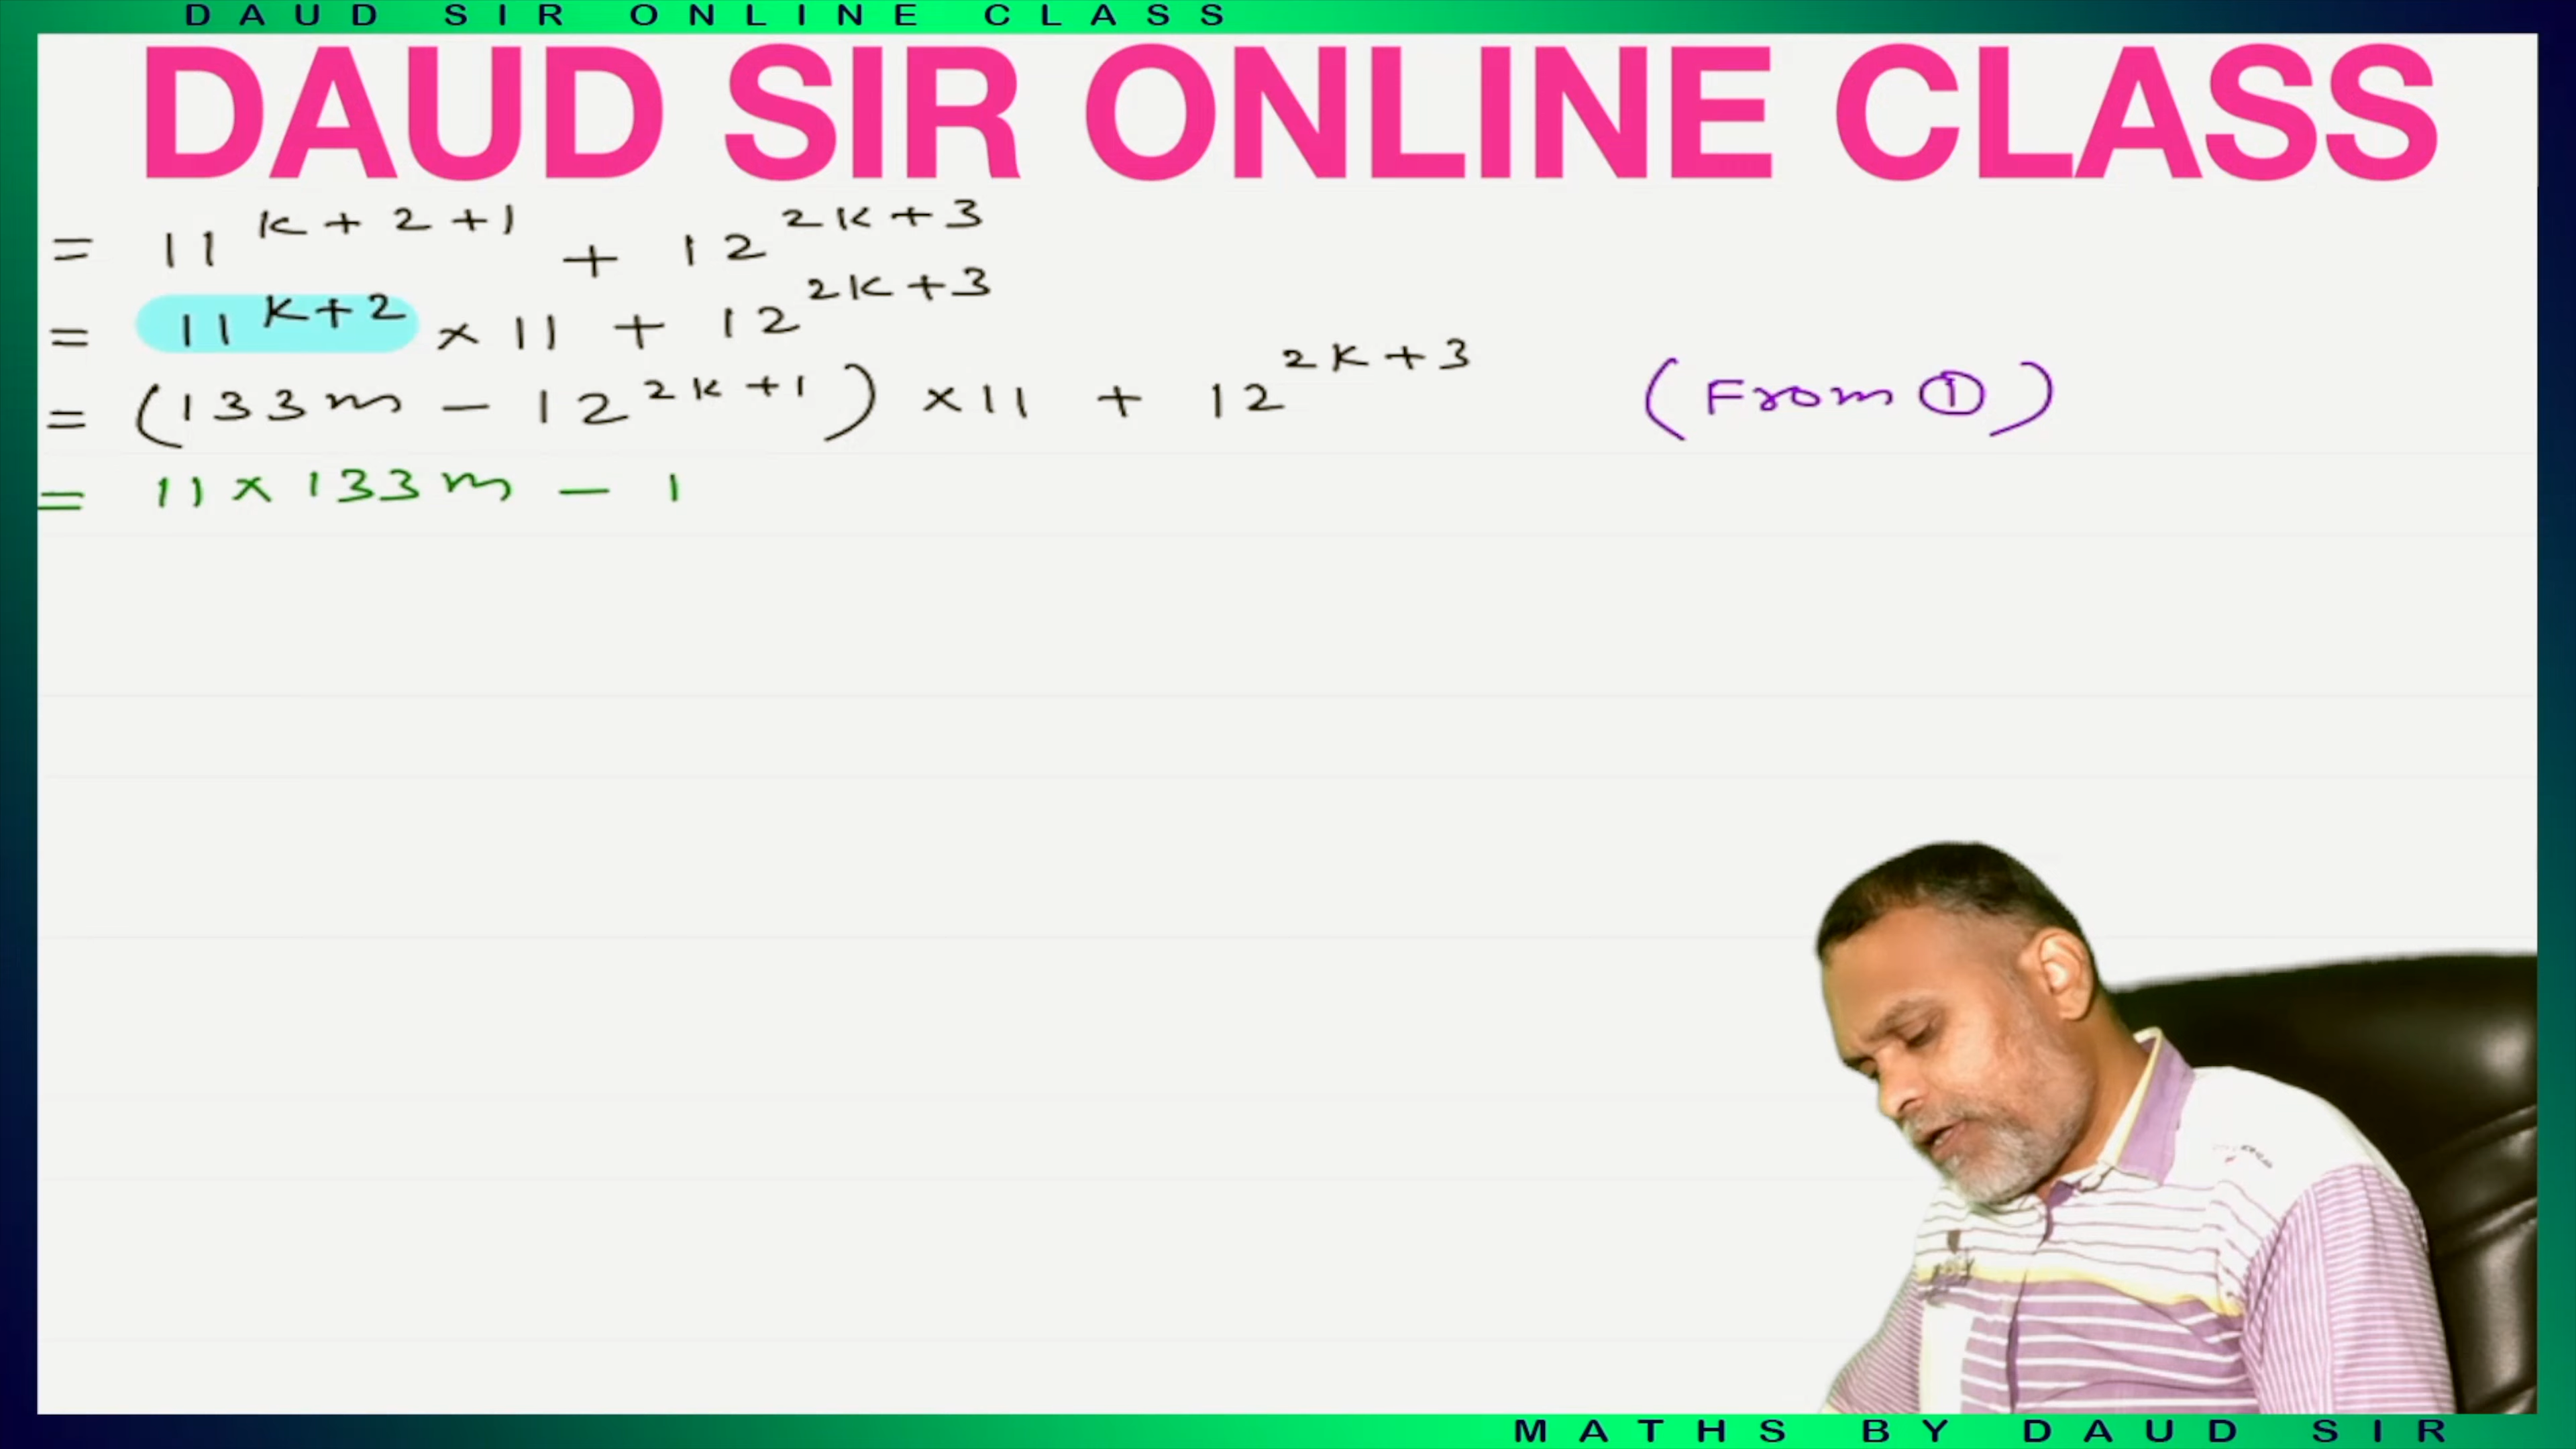 DAUD SIR ONLINE CLASS
DAUD SIR ONLINE CLASS
= 11^{k+2+1} + 12^{2k+3}
= 11^{k+2} × 11 + 12^{2k+3}
= (133m - 12^{2k+1}) × 11 + 12^{2k+3} (From ①)
= 11 × 133m - 1
MATHS BY DAUD SIR